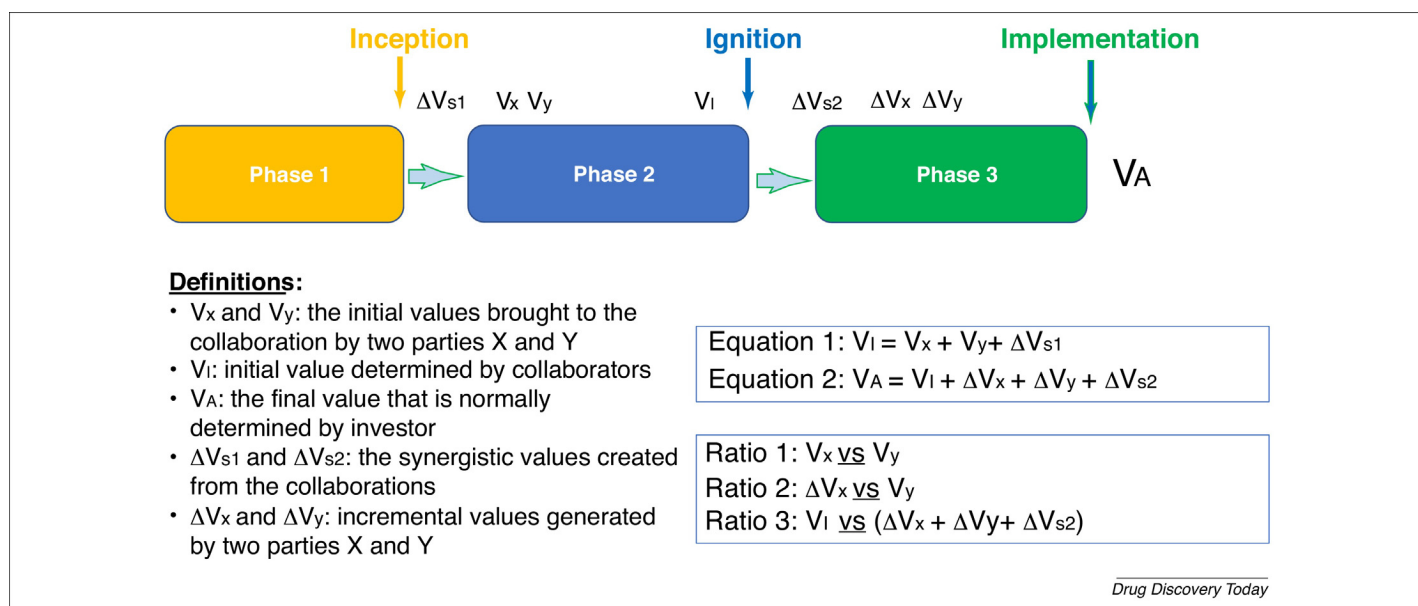 Inception Ignition Implementation
ΔVs1 Vx Vy VI ΔVs2 ΔVx ΔVy
Phase 1 Phase 2 Phase 3 VA
Definitions:
• Vx and Vy: the initial values brought to the
collaboration by two parties X and Y
• VI: initial value determined by collaborators
• VA: the final value that is normally
determined by investor
• ΔVs1 and ΔVs2: the synergistic values created
from the collaborations
• ΔVx and ΔVy: incremental values generated
by two parties X and Y
Equation 1: VI = Vx + Vy+ ΔVs1
Equation 2: VA = VI + ΔVx + ΔVy + ΔVs2
Ratio 1: Vx vs Vy
Ratio 2: ΔVx vs Vy
Ratio 3: VI vs (ΔVx + ΔVy+ ΔVs2)
Drug Discovery Today